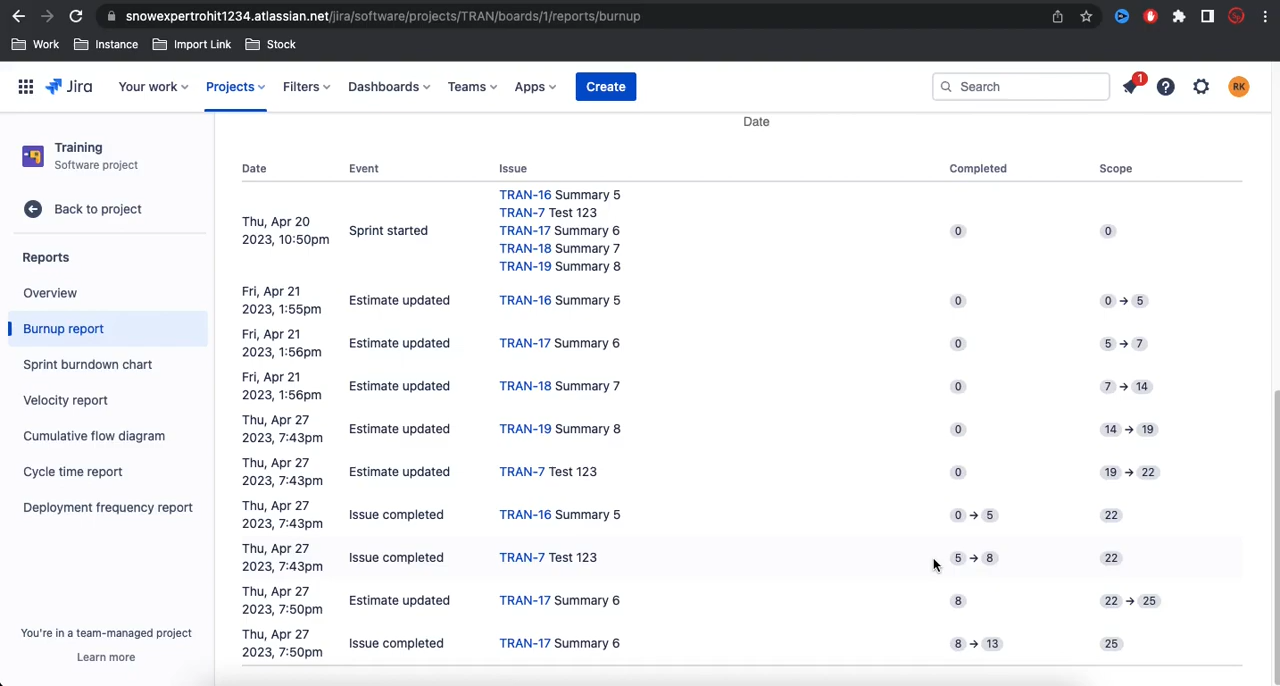 snowexpertrohit1234.atlassian.net/jira/software/projects/TRAN/boards/1/reports/burnup
Work Instance Import Link Stock
Jira Your work Projects Filters Dashboards Teams Apps Create Search 1 RK
Training
Software project
Back to project
Reports
Overview
Burnup report
Sprint burndown chart
Velocity report
Cumulative flow diagram
Cycle time report
Deployment frequency report
You're in a team-managed project
Learn more
Date
Date Event Issue Completed Scope
TRAN-16 Summary 5
TRAN-7 Test 123
Thu, Apr 20
2023, 10:50pm Sprint started TRAN-17 Summary 6 0 0
TRAN-18 Summary 7
TRAN-19 Summary 8
Fri, Apr 21
2023, 1:55pm Estimate updated TRAN-16 Summary 5 0 0 → 5
Fri, Apr 21
2023, 1:56pm Estimate updated TRAN-17 Summary 6 0 5 → 7
Fri, Apr 21
2023, 1:56pm Estimate updated TRAN-18 Summary 7 0 7 → 14
Thu, Apr 27
2023, 7:43pm Estimate updated TRAN-19 Summary 8 0 14 → 19
Thu, Apr 27
2023, 7:43pm Estimate updated TRAN-7 Test 123 0 19 → 22
Thu, Apr 27
2023, 7:43pm Issue completed TRAN-16 Summary 5 0 → 5 22
Thu, Apr 27
2023, 7:43pm Issue completed TRAN-7 Test 123 5 → 8 22
Thu, Apr 27
2023, 7:50pm Estimate updated TRAN-17 Summary 6 8 22 → 25
Thu, Apr 27
2023, 7:50pm Issue completed TRAN-17 Summary 6 8 → 13 25